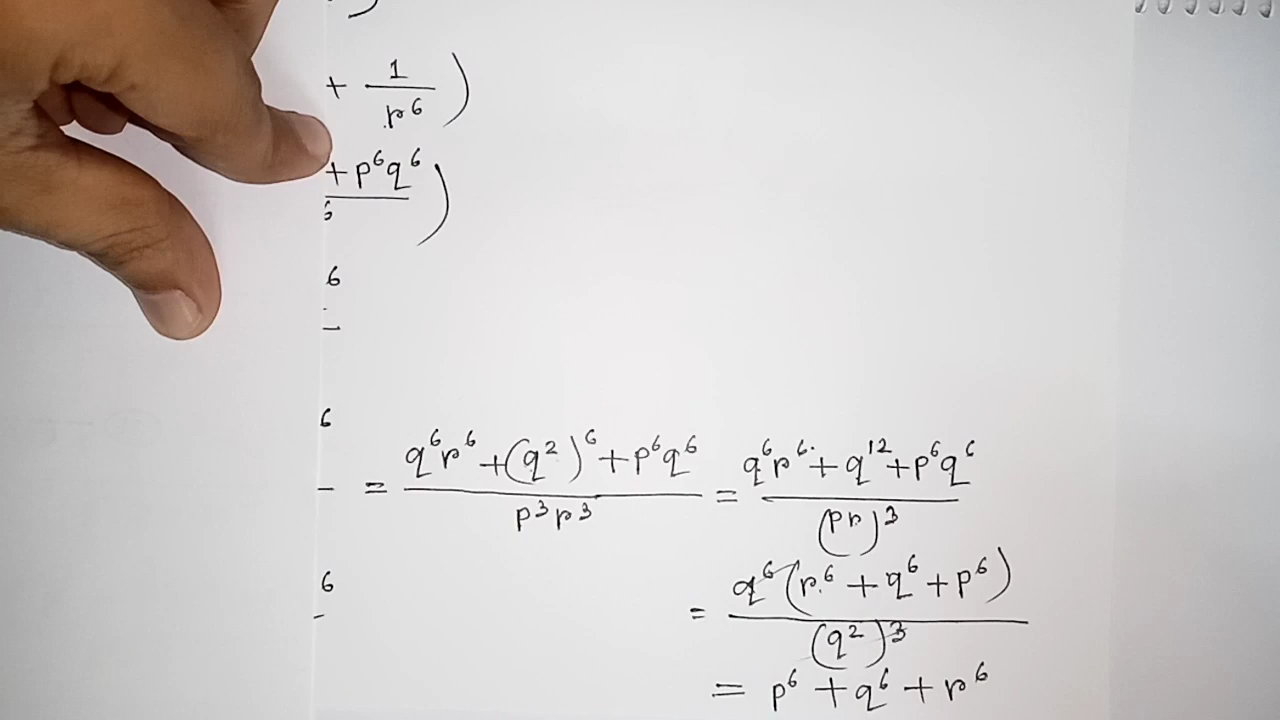 + 1/r⁶ )
+ p⁶q⁶ / 6 )
6
6
= (q⁶r⁶ + (q²)⁶ + p⁶q⁶) / p³r³ = (q⁶r⁶ + q¹² + p⁶q⁶) / (pr)³
6
= q⁶(r⁶ + q⁶ + p⁶) / (q²)³
= p⁶ + q⁶ + r⁶